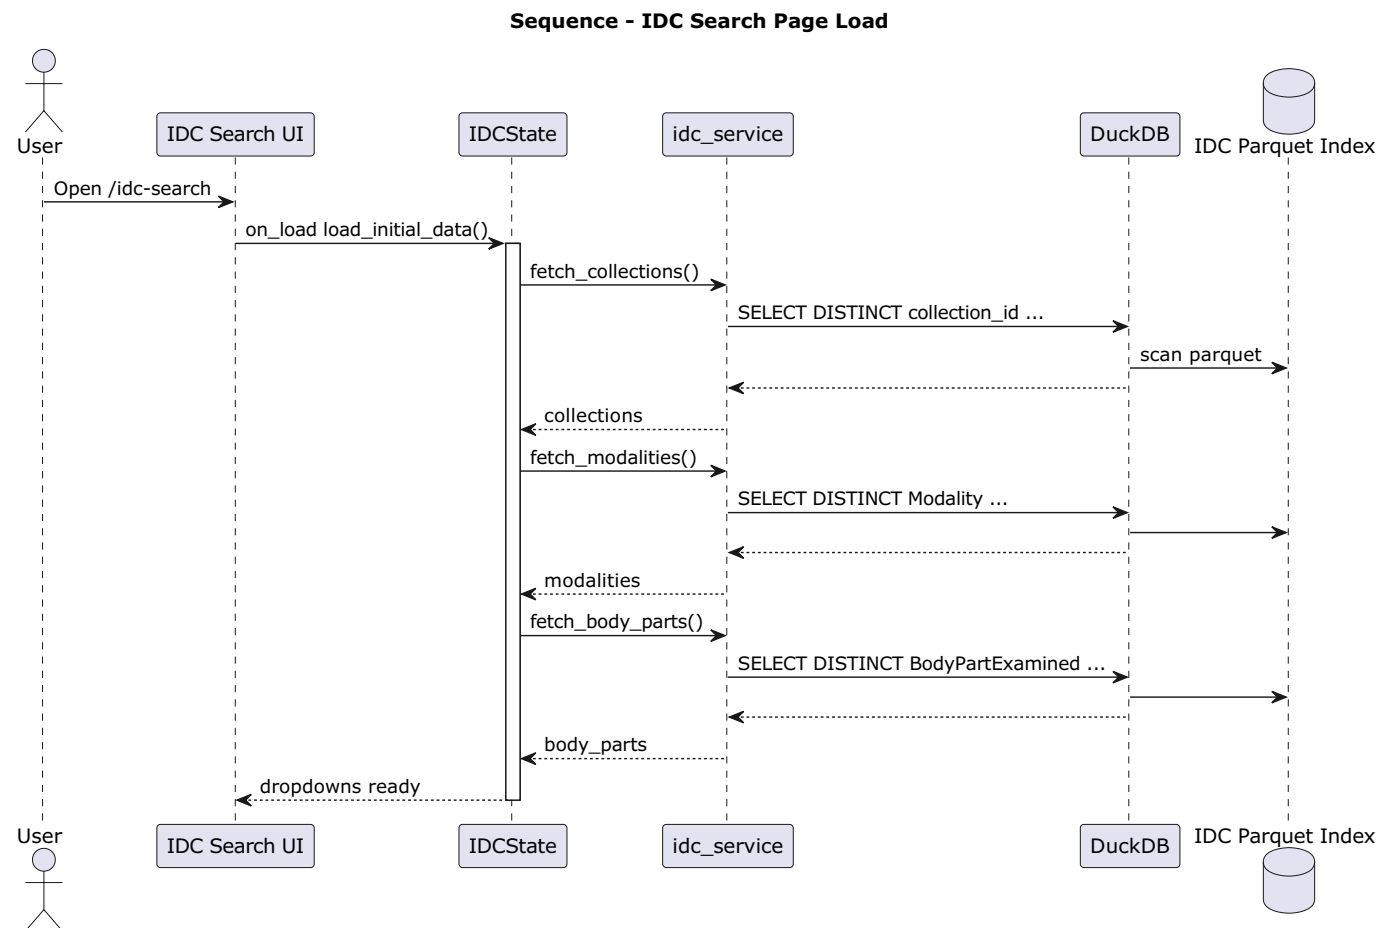 Sequence - IDC Search Page Load
User
IDC Search UI
IDCState
idc_service
DuckDB
IDC Parquet Index
Open /idc-search
on_load load_initial_data()
fetch_collections()
SELECT DISTINCT collection_id ...
scan parquet
collections
fetch_modalities()
SELECT DISTINCT Modality ...
modalities
fetch_body_parts()
SELECT DISTINCT BodyPartExamined ...
body_parts
dropdowns ready
User
IDC Search UI
IDCState
idc_service
DuckDB
IDC Parquet Index